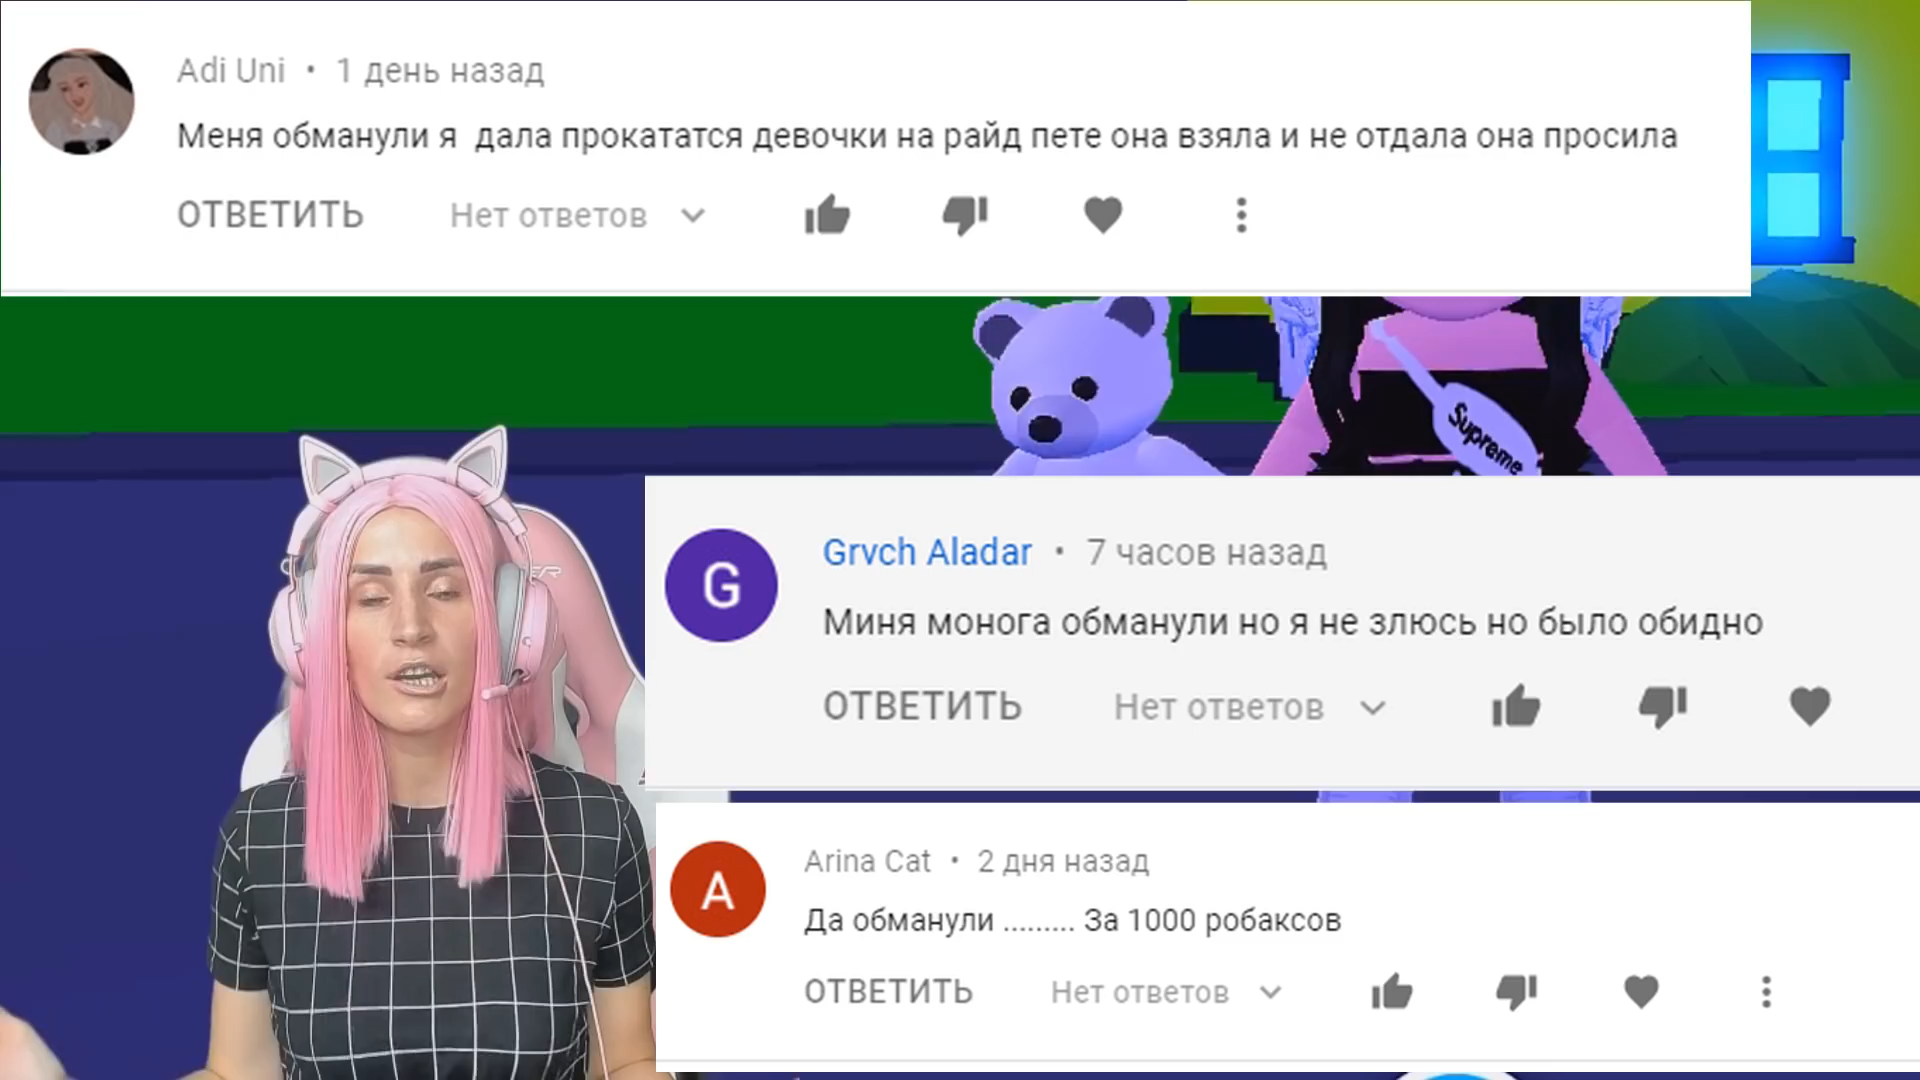 Adi Uni • 1 день назад
Меня обманули я дала прокататся девочки на райд пете она взяла и не отдала она просила
ОТВЕТИТЬ Нет ответов
Supreme
G
Grvch Aladar • 7 часов назад
Миня монога обманули но я не злюсь но было обидно
ОТВЕТИТЬ Нет ответов
A
Arina Cat • 2 дня назад
Да обманули ......... За 1000 робаксов
ОТВЕТИТЬ Нет ответов